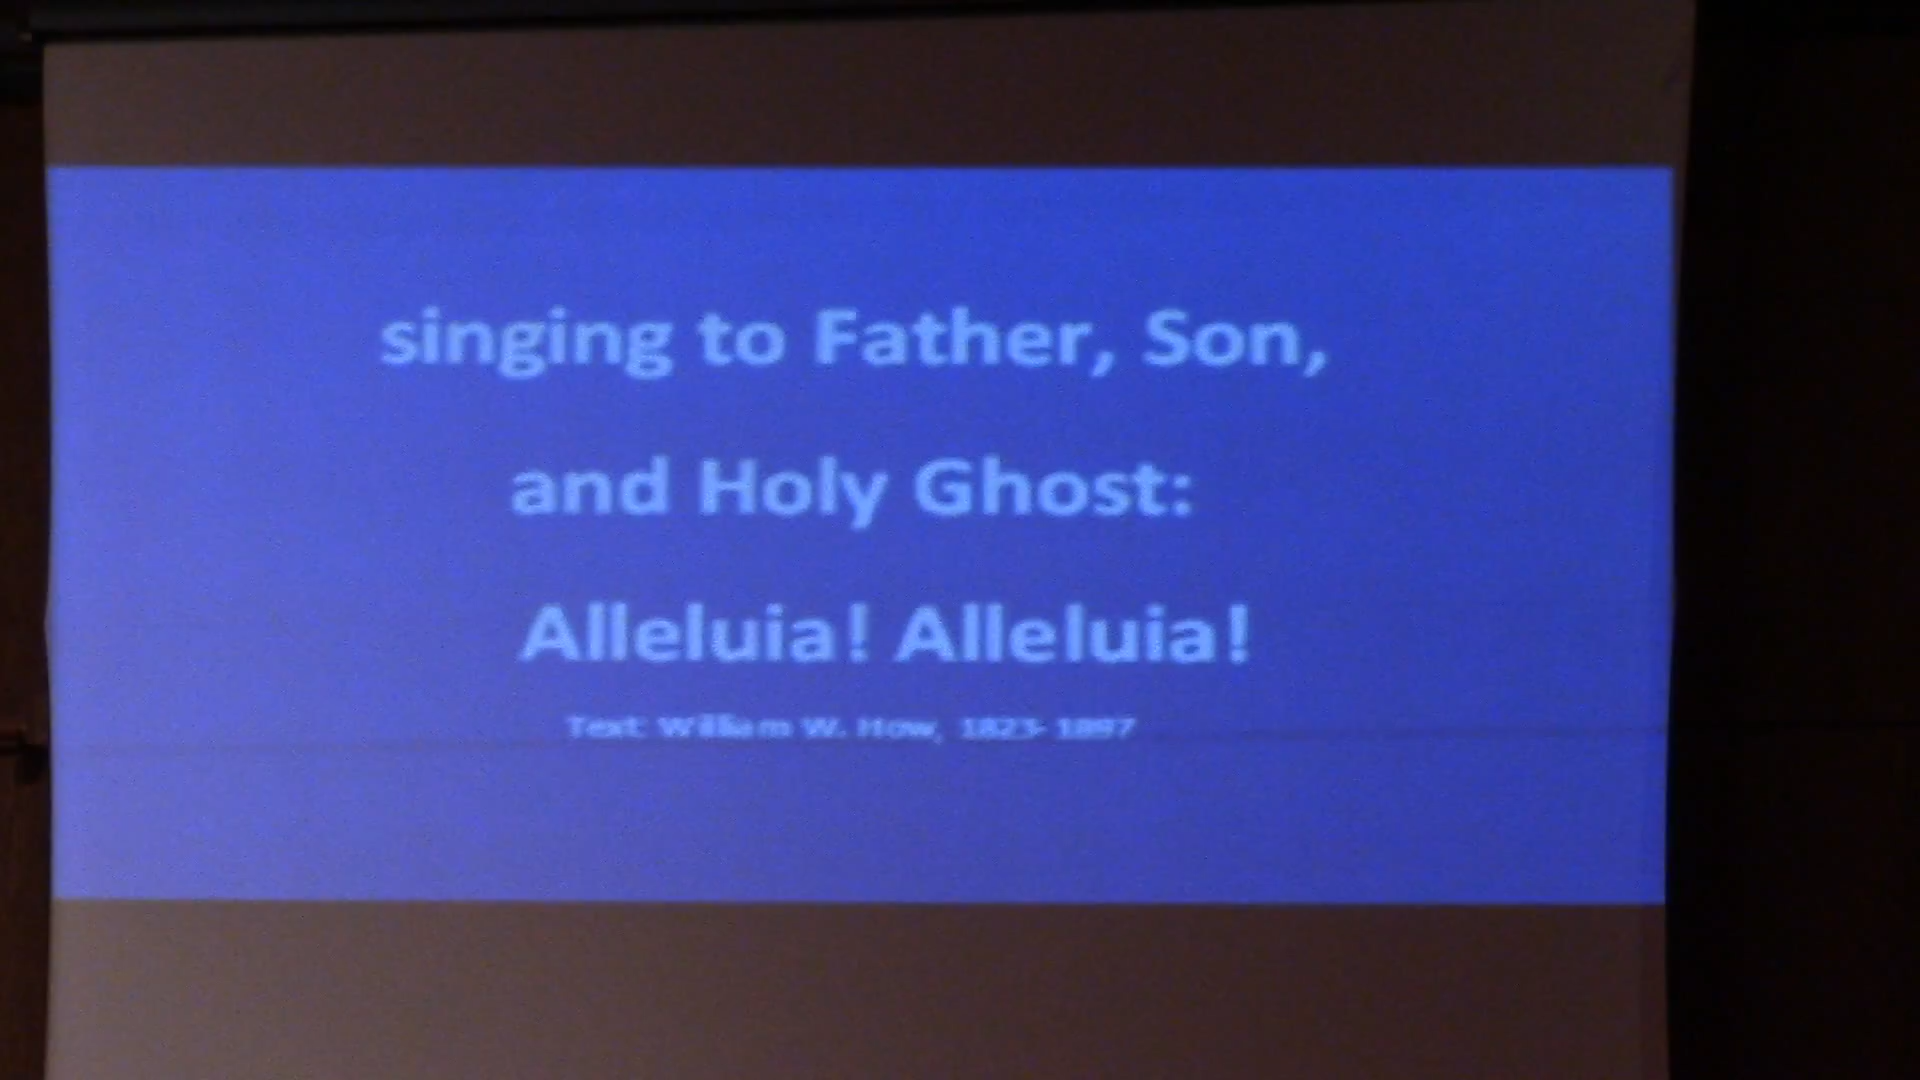 singing to Father, Son,
and Holy Ghost:
Alleluia! Alleluia!
Text: William W. How, 1823-1897